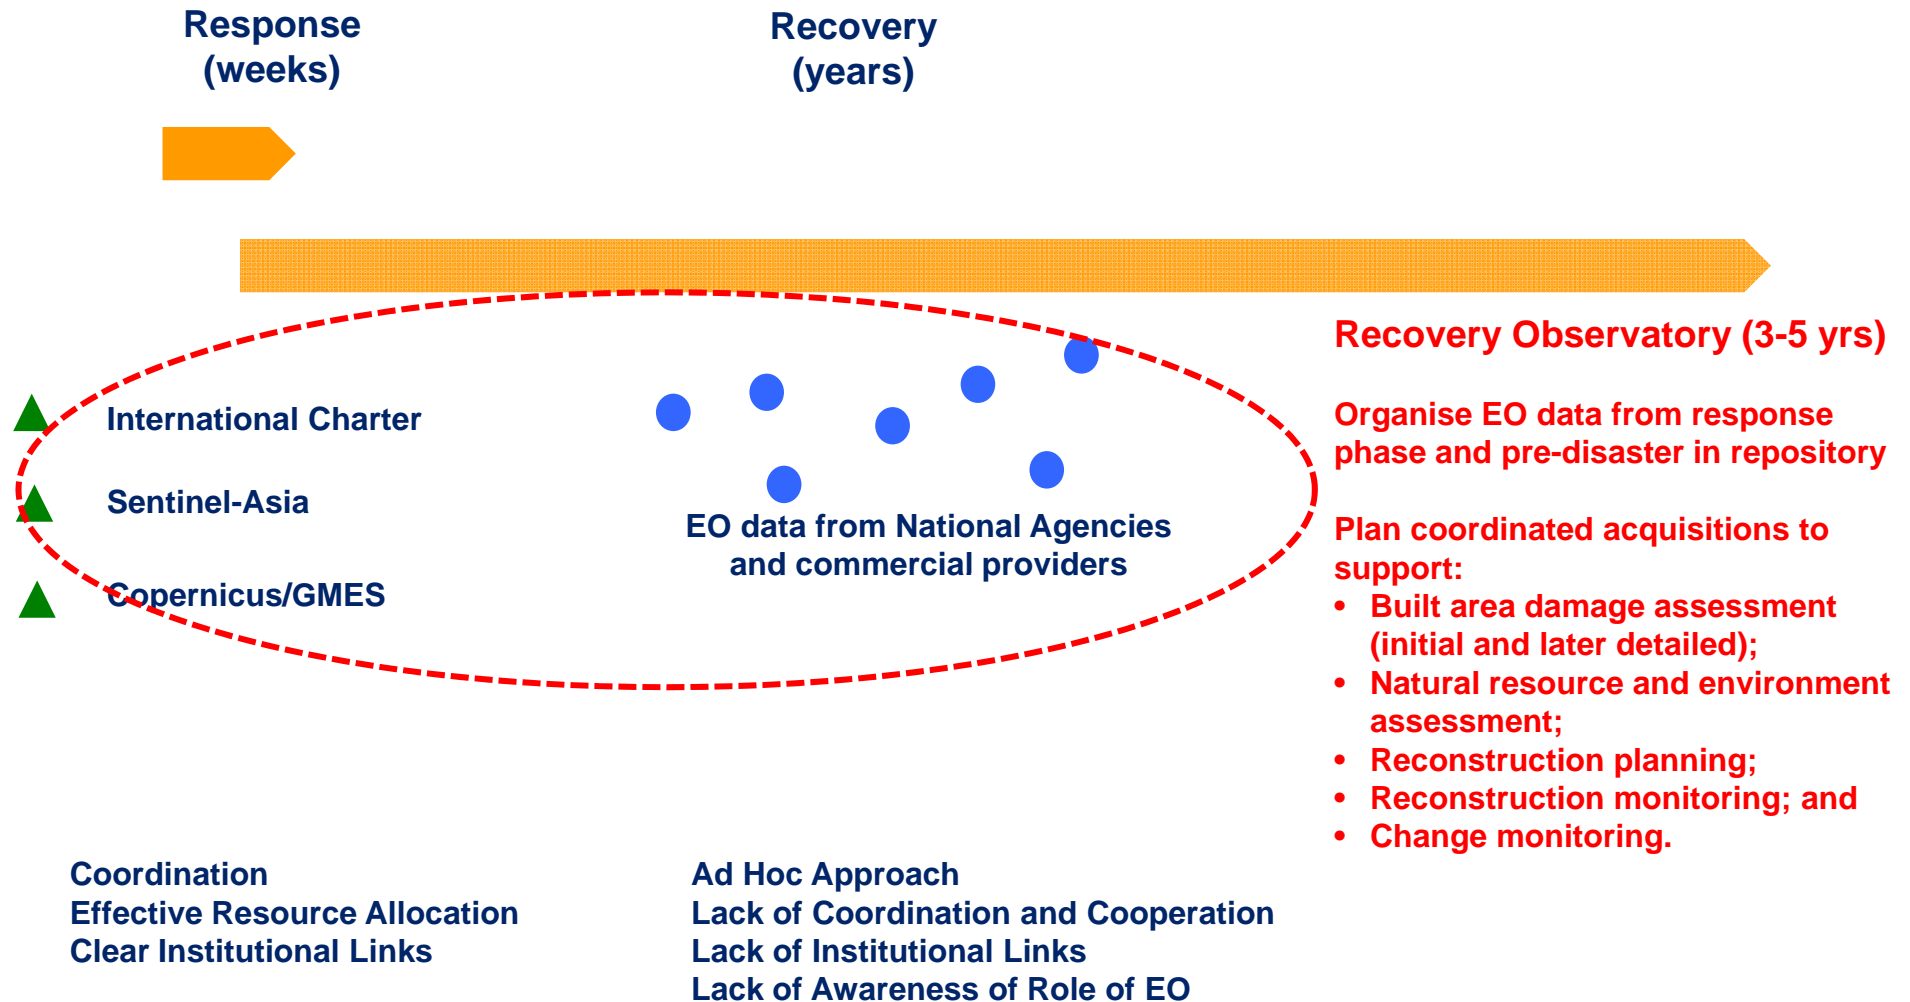 Response
(weeks)
Recovery
(years)
International Charter
Sentinel-Asia
Copernicus/GMES
EO data from National Agencies
and commercial providers
Recovery Observatory (3-5 yrs)
Organise EO data from response
phase and pre-disaster in repository
Plan coordinated acquisitions to
support:
• Built area damage assessment
(initial and later detailed);
• Natural resource and environment
assessment;
• Reconstruction planning;
• Reconstruction monitoring; and
• Change monitoring.
Coordination
Effective Resource Allocation
Clear Institutional Links
Ad Hoc Approach
Lack of Coordination and Cooperation
Lack of Institutional Links
Lack of Awareness of Role of EO